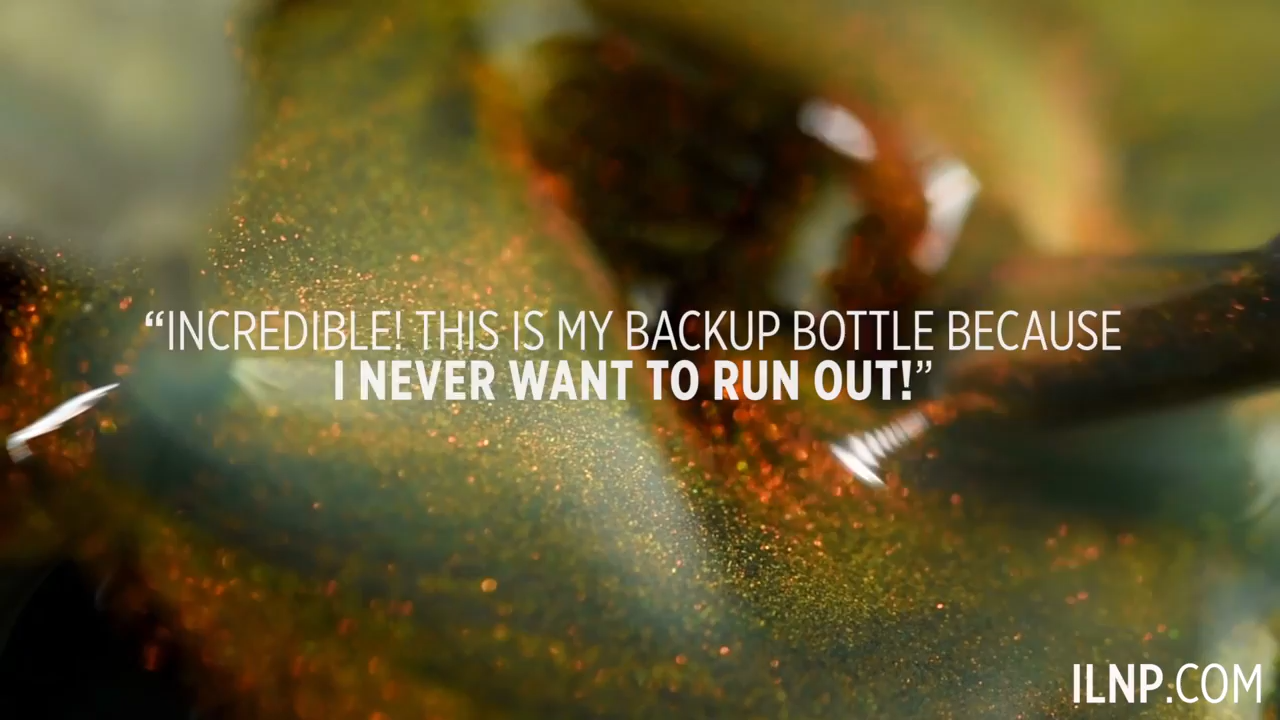 “INCREDIBLE! THIS IS MY BACKUP BOTTLE BECAUSE
I NEVER WANT TO RUN OUT!”
ILNP.COM